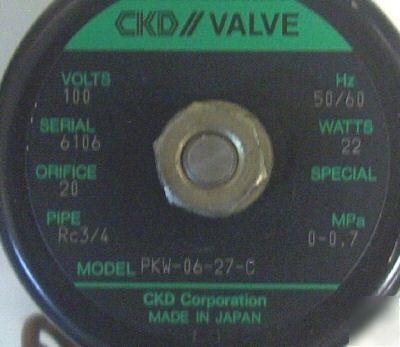 CKD // VALVE
VOLTS
100
Hz
50/60
SERIAL
6106
WATTS
22
ORIFICE
20
SPECIAL
PIPE
Rc3/4
MPa
0-0.7
MODEL PKW-06-27-C
CKD Corporation
MADE IN JAPAN